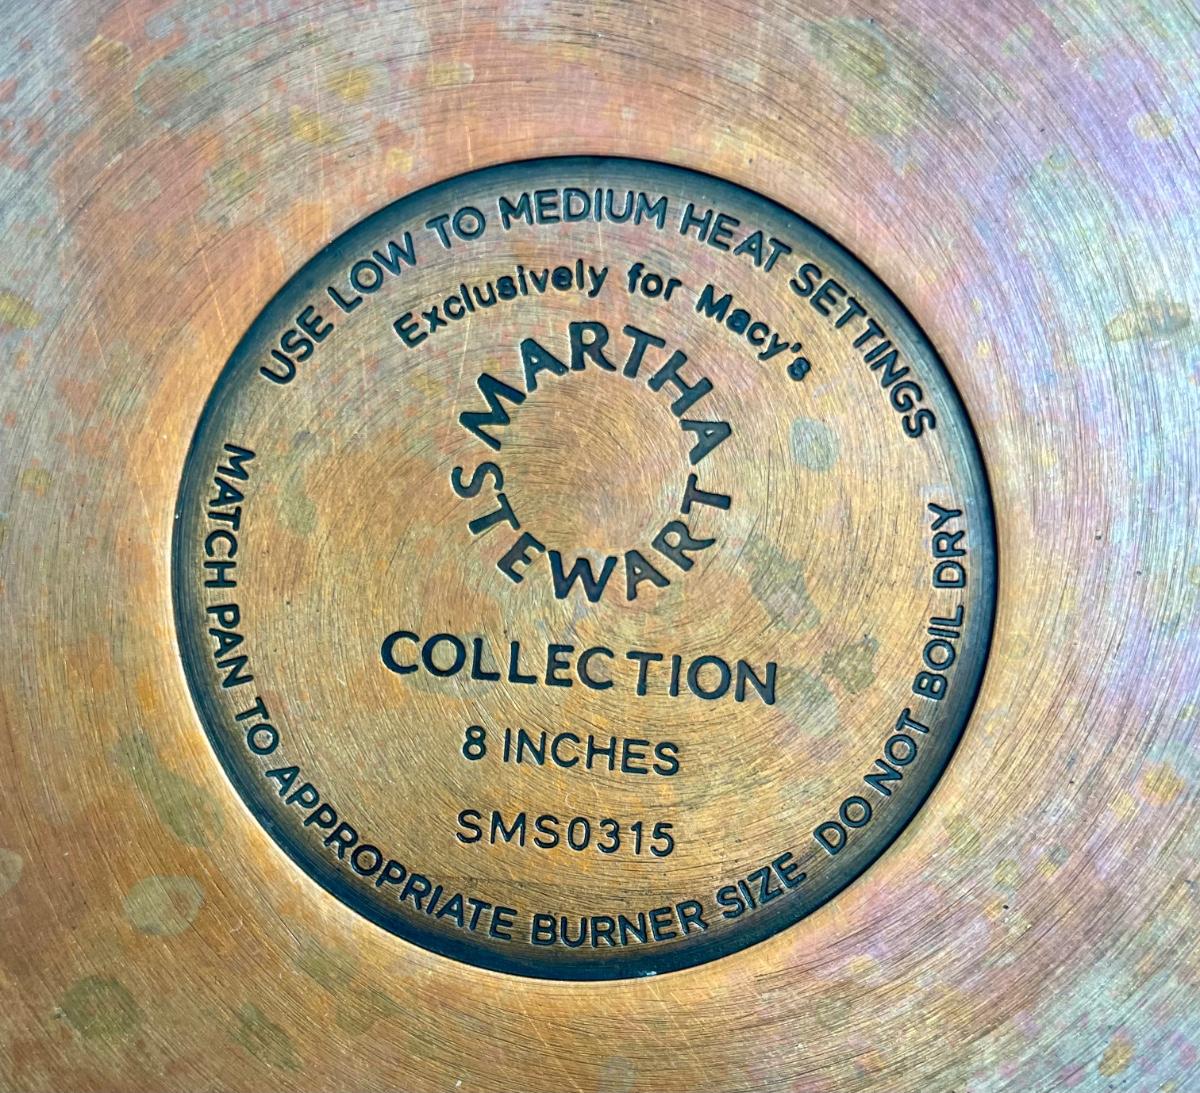 USE LOW TO MEDIUM HEAT SETTINGS
Exclusively for Macy's
MARTHA
STEWART
COLLECTION
8 INCHES
SMS0315
MATCH PAN TO APPROPRIATE BURNER SIZE
DO NOT BOIL DRY